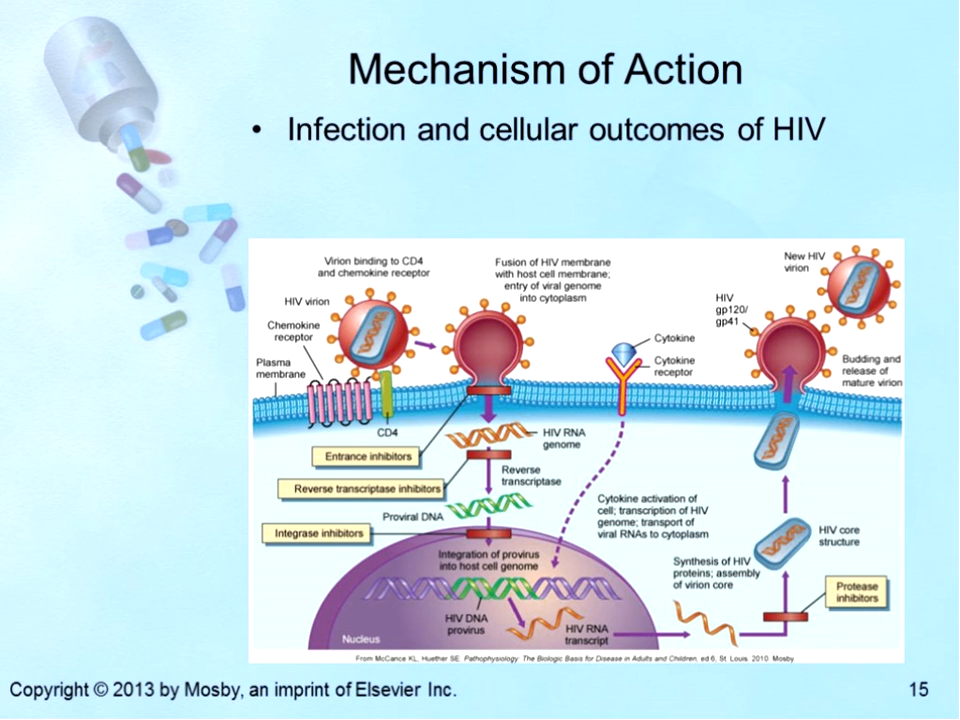 Mechanism of Action
• Infection and cellular outcomes of HIV
Virion binding to CD4
and chemokine receptor
Fusion of HIV membrane
with host cell membrane;
entry of viral genome
into cytoplasm
New HIV
virion
HIV virion
HIV
gp120/
gp41
Chemokine
receptor
Cytokine
Plasma
membrane
Cytokine
receptor
Budding and
release of
mature virion
CD4
HIV RNA
genome
Entrance inhibitors
Reverse
transcriptase
Reverse transcriptase inhibitors
Cytokine activation of
cell; transcription of HIV
genome; transport of
viral RNAs to cytoplasm
Proviral DNA
Integrase inhibitors
HIV core
structure
Integration of provirus
into host cell genome
Synthesis of HIV
proteins; assembly
of virion core
Protease
inhibitors
HIV DNA
provirus
HIV RNA
transcript
Nucleus
From McCance KL, Huether SE. Pathophysiology: The Biologic Basis for Disease in Adults and Children, ed 6, St. Louis. 2010. Mosby
Copyright © 2013 by Mosby, an imprint of Elsevier Inc.
15